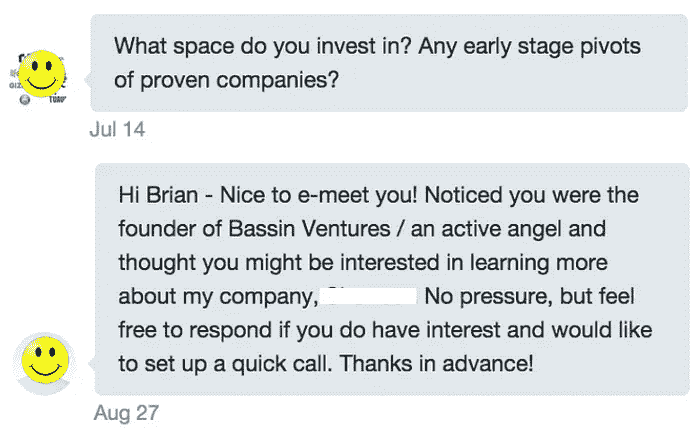 What space do you invest in? Any early stage pivots
of proven companies?
Jul 14
Hi Brian - Nice to e-meet you! Noticed you were the
founder of Bassin Ventures / an active angel and
thought you might be interested in learning more
about my company, No pressure, but feel
free to respond if you do have interest and would like
to set up a quick call. Thanks in advance!
Aug 27